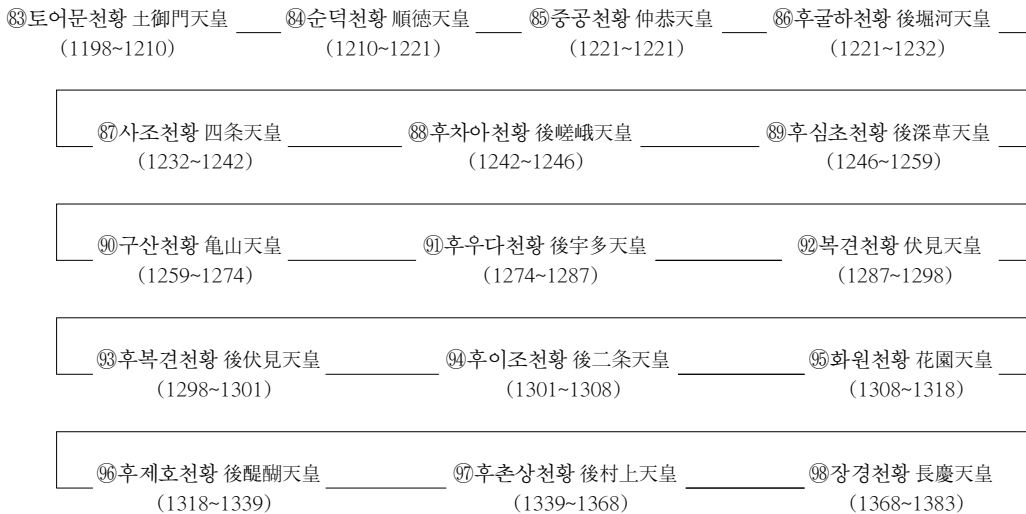 ㊳토어문천황 土御門天皇 ㊴순덕천황 順徳天皇 ㊵중공천황 仲恭天皇 ㊶후굴하천황 後堀河天皇
(1198~1210) (1210~1221) (1221~1221) (1221~1232)
87사조천황 四条天皇 88후차아천황 後嵯峨天皇 89후심초천황 後深草天皇
(1232~1242) (1242~1246) (1246~1259)
90구산천황 亀山天皇 91후우다천황 後宇多天皇 92복견천황 伏見天皇
(1259~1274) (1274~1287) (1287~1298)
93후복견천황 後伏見天皇 94후이조천황 後二条天皇 95화원천황 花園天皇
(1298~1301) (1301~1308) (1308~1318)
96후제호천황 後醍醐天皇 97후촌상천황 後村上天皇 98장경천황 長慶天皇
(1318~1339) (1339~1368) (1368~1383)